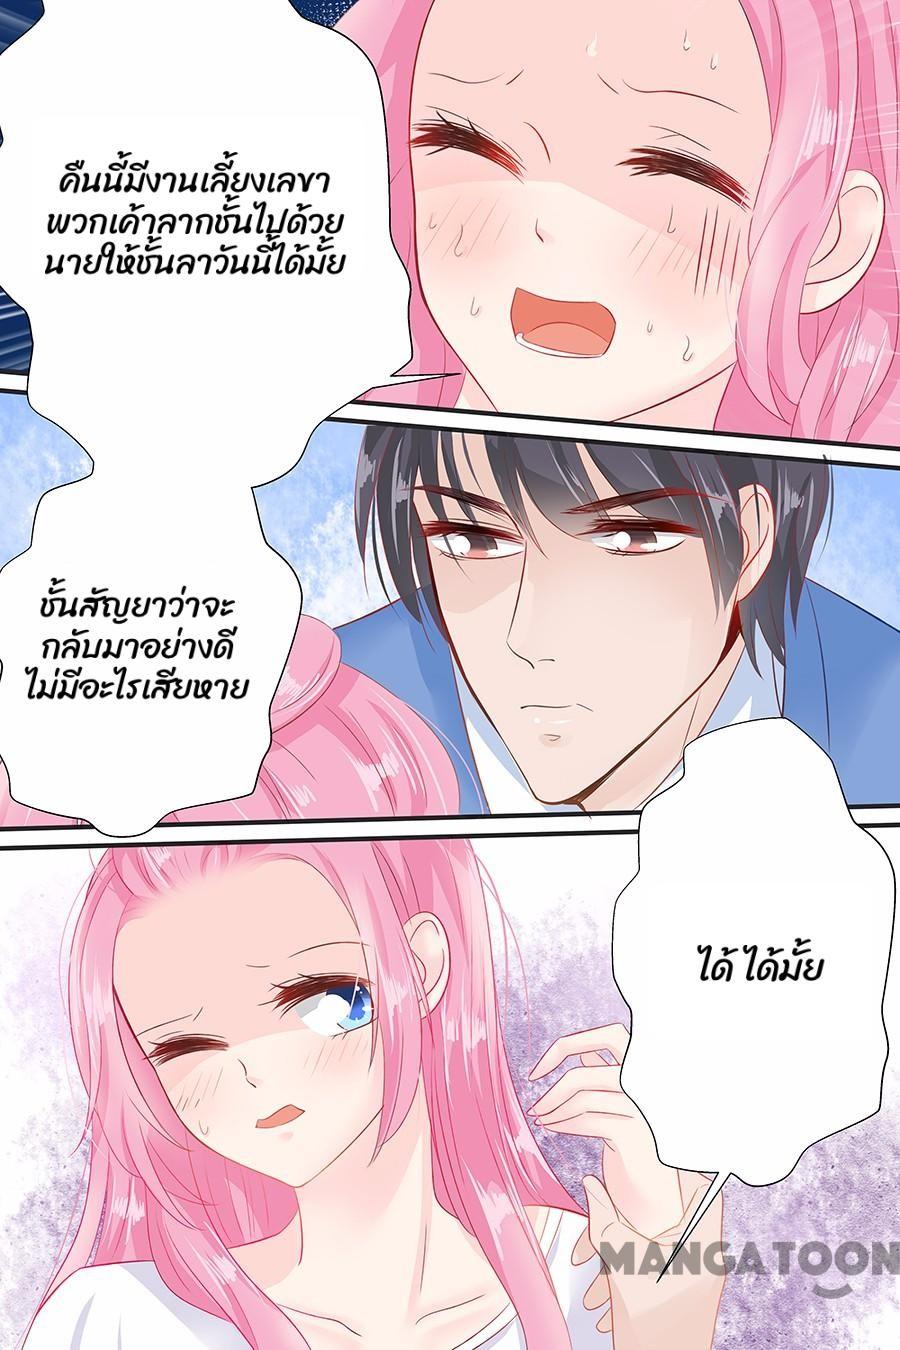 คืนนี้มีงานเลี้ยงเลขา
พวกเค้าลากชั้นไปด้วย
นายให้ชั้นลาวันนี้ได้มั้ย
ชั้นสัญยาว่าจะ
กลับมาอย่างดี
ไม่มีอะไรเสียหาย
ได้ ได้มั้ย
MANGATOON